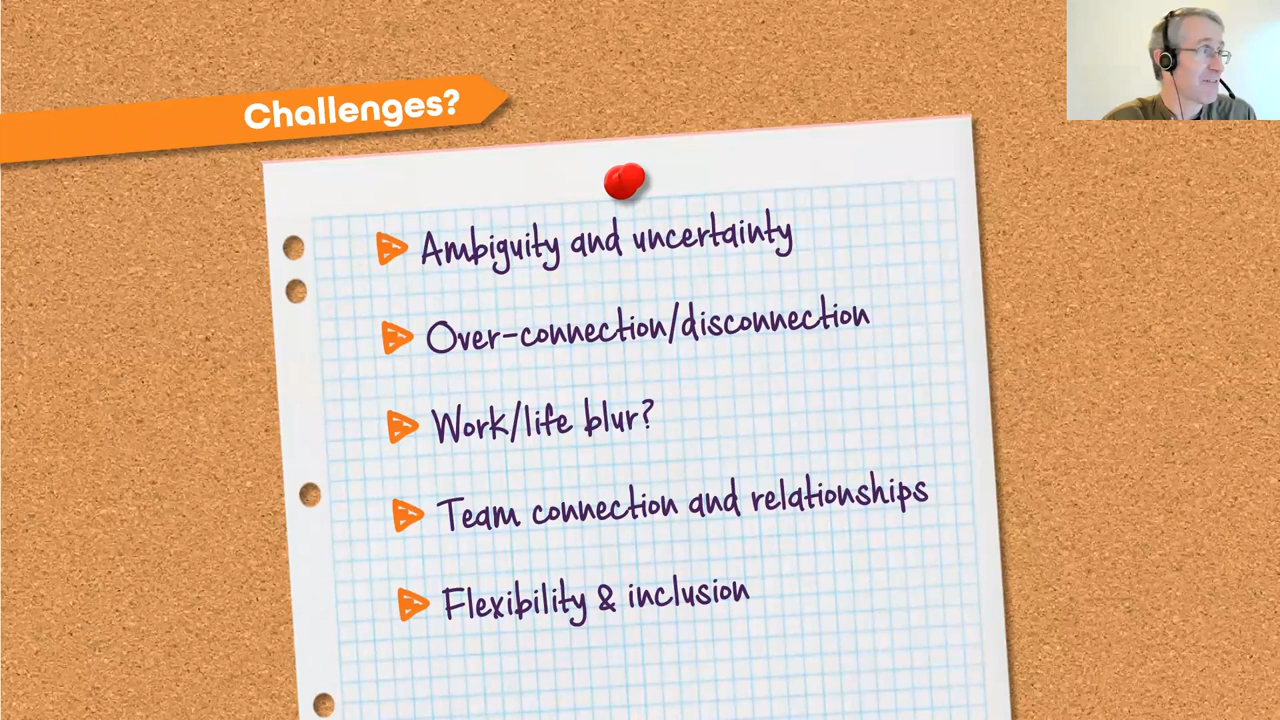 Challenges?
Ambiguity and uncertainty
Over-connection/disconnection
Work/life blur?
Team connection and relationships
Flexibility & inclusion